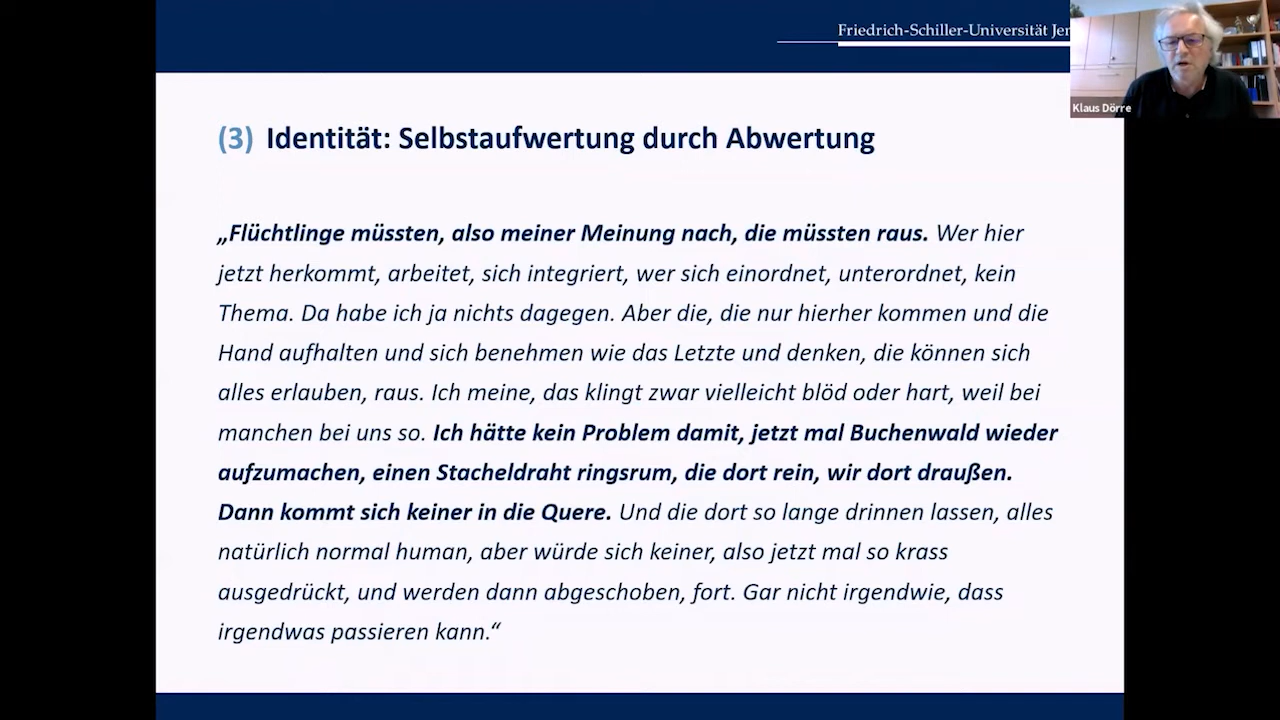 Friedrich-Schiller-Universität Je
Klaus Dörre
(3) Identität: Selbstaufwertung durch Abwertung
„Flüchtlinge müssten, also meiner Meinung nach, die müssten raus. Wer hier
jetzt herkommt, arbeitet, sich integriert, wer sich einordnet, unterordnet, kein
Thema. Da habe ich ja nichts dagegen. Aber die, die nur hierher kommen und die
Hand aufhalten und sich benehmen wie das Letzte und denken, die können sich
alles erlauben, raus. Ich meine, das klingt zwar vielleicht blöd oder hart, weil bei
manchen bei uns so. Ich hätte kein Problem damit, jetzt mal Buchenwald wieder
aufzumachen, einen Stacheldraht ringsrum, die dort rein, wir dort draußen.
Dann kommt sich keiner in die Quere. Und die dort so lange drinnen lassen, alles
natürlich normal human, aber würde sich keiner, also jetzt mal so krass
ausgedrückt, und werden dann abgeschoben, fort. Gar nicht irgendwie, dass
irgendwas passieren kann.“